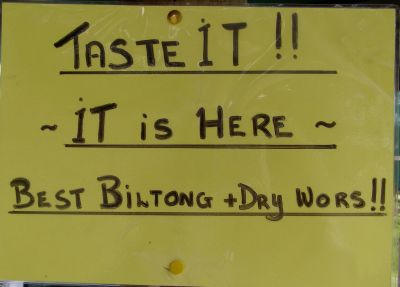 TASTE IT !!
~ IT is HERE ~
BEST BILTONG + DRY WORS!!